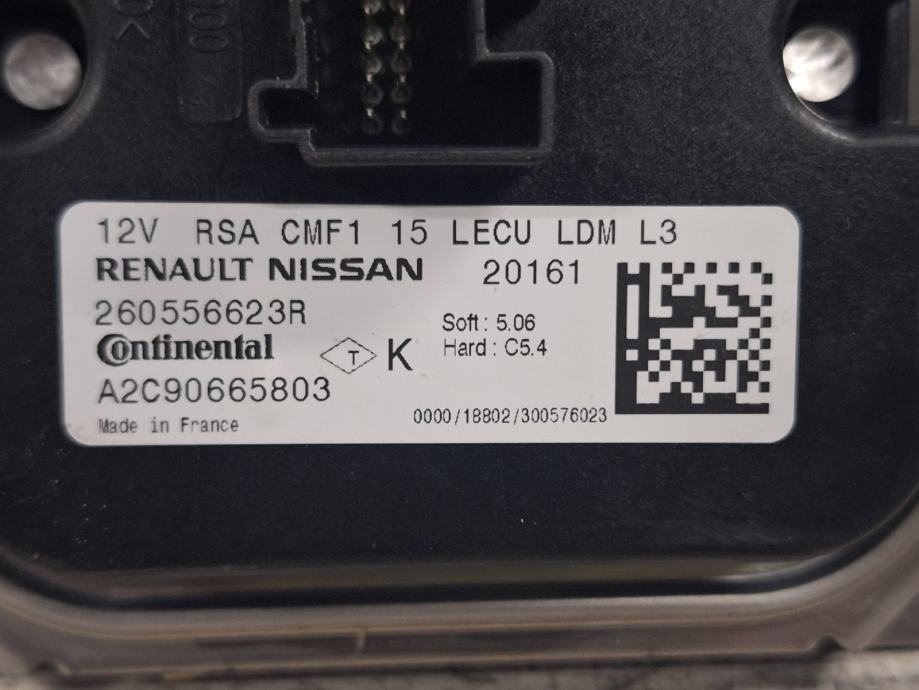 12V RSA CMF1 15 LECU LDM L3
RENAULT NISSAN 20161
260556623R
Soft : 5.06
Continental T K Hard : C5.4
A2C90665803
0000/18802/300576023
Made in France